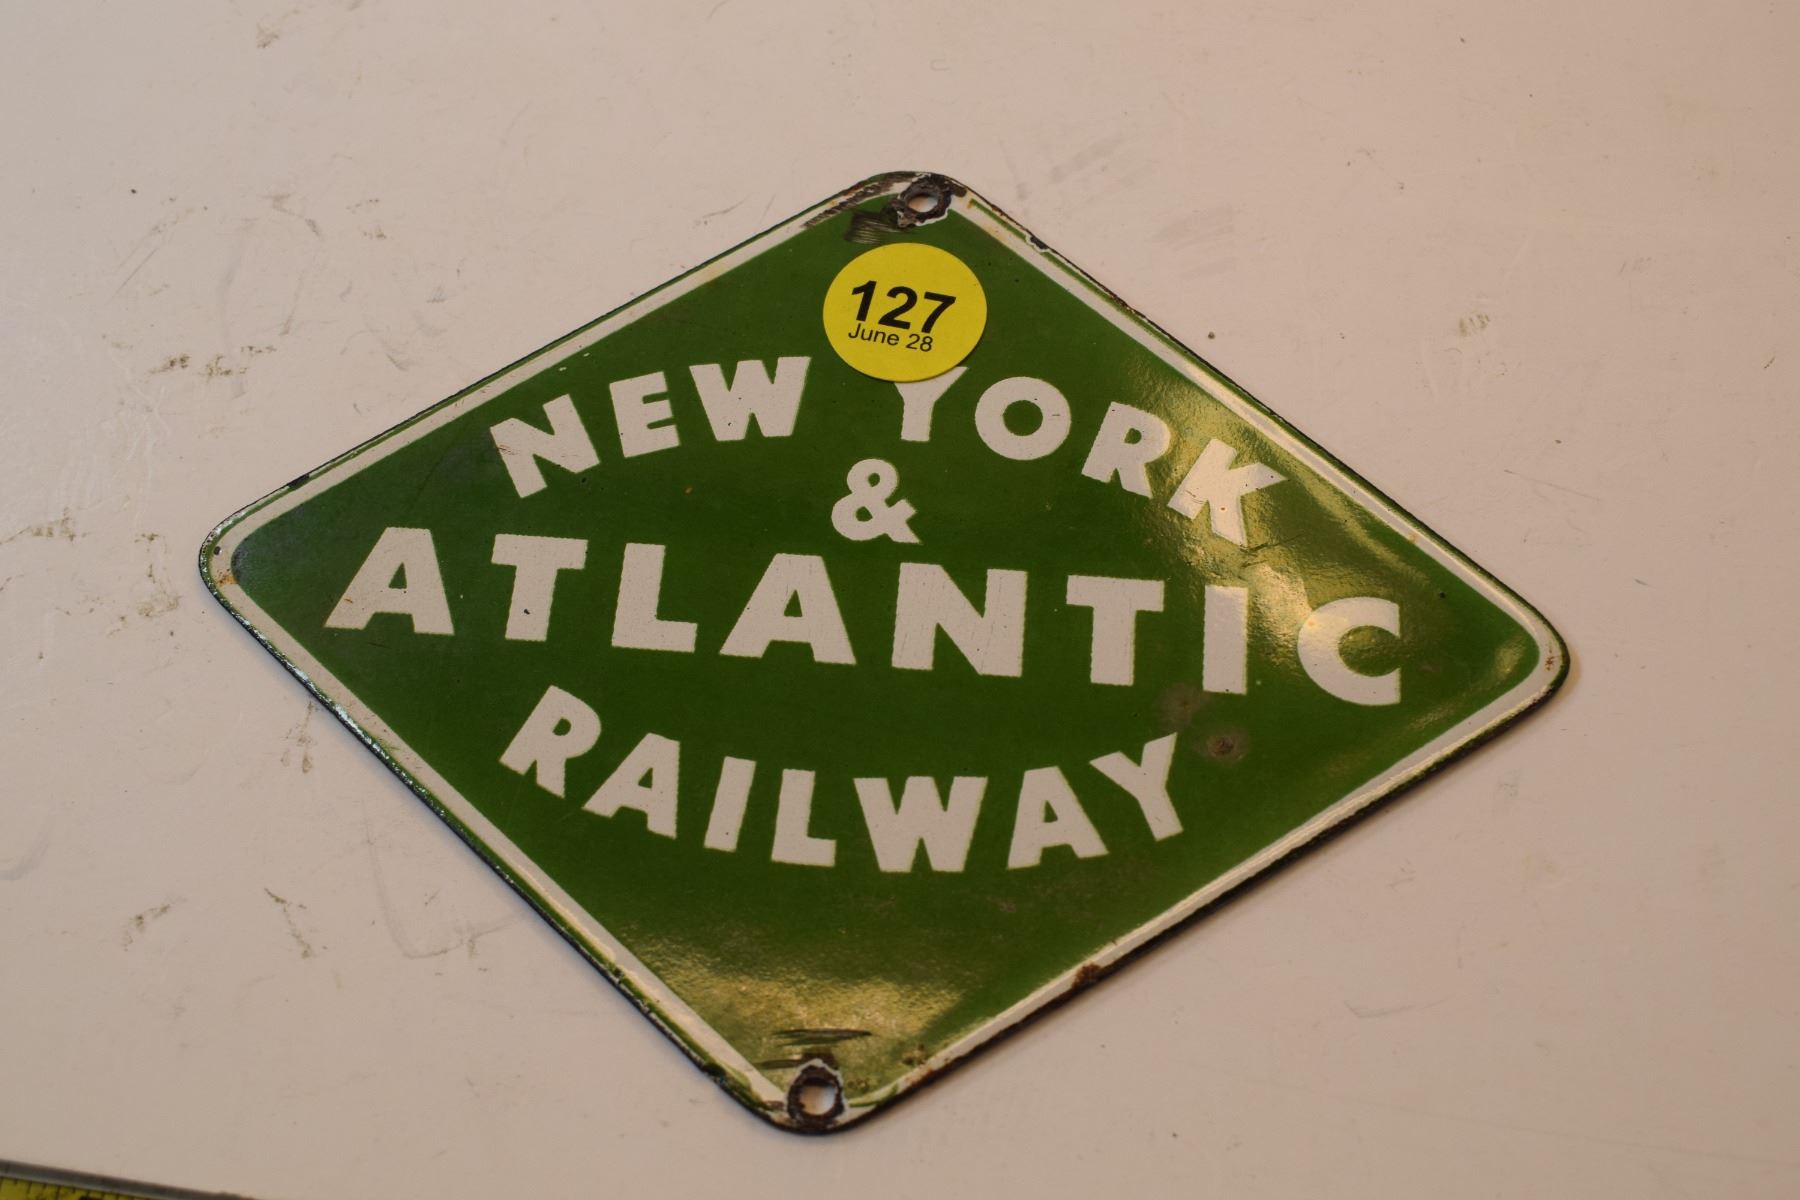 127
June 28
NEW YORK
&
ATLANTIC
RAILWAY